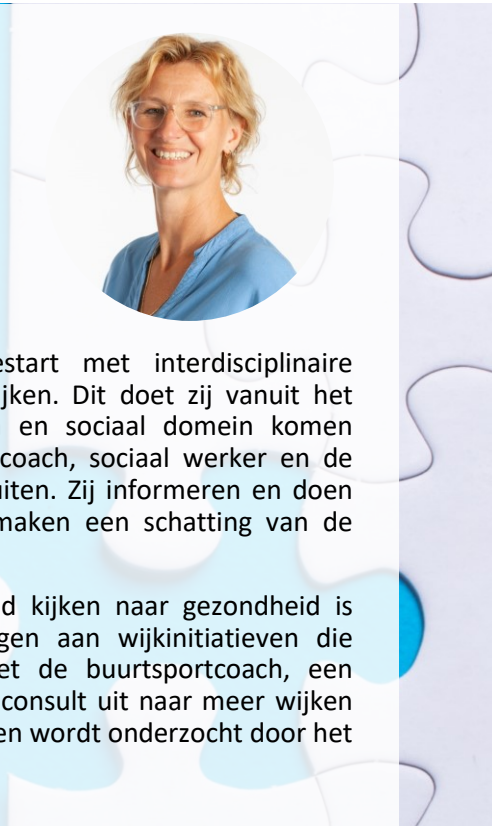 estart met interdisciplinaire
ijken. Dit doet zij vanuit het
en sociaal domein komen
coach, sociaal werker en de
uiten. Zij informeren en doen
maken een schatting van de
d kijken naar gezondheid is
gen aan wijkinitiatieven die
et de buurtsportcoach, een
consult uit naar meer wijken
en wordt onderzocht door het